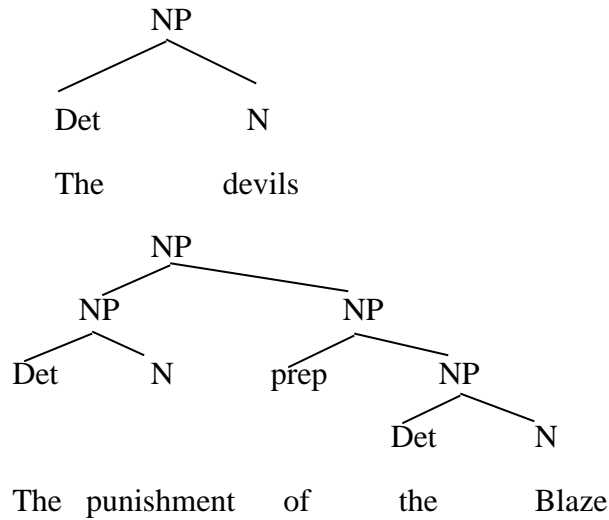 NP
Det N
The devils
NP
NP NP
Det N prep NP
Det N
The punishment of the Blaze